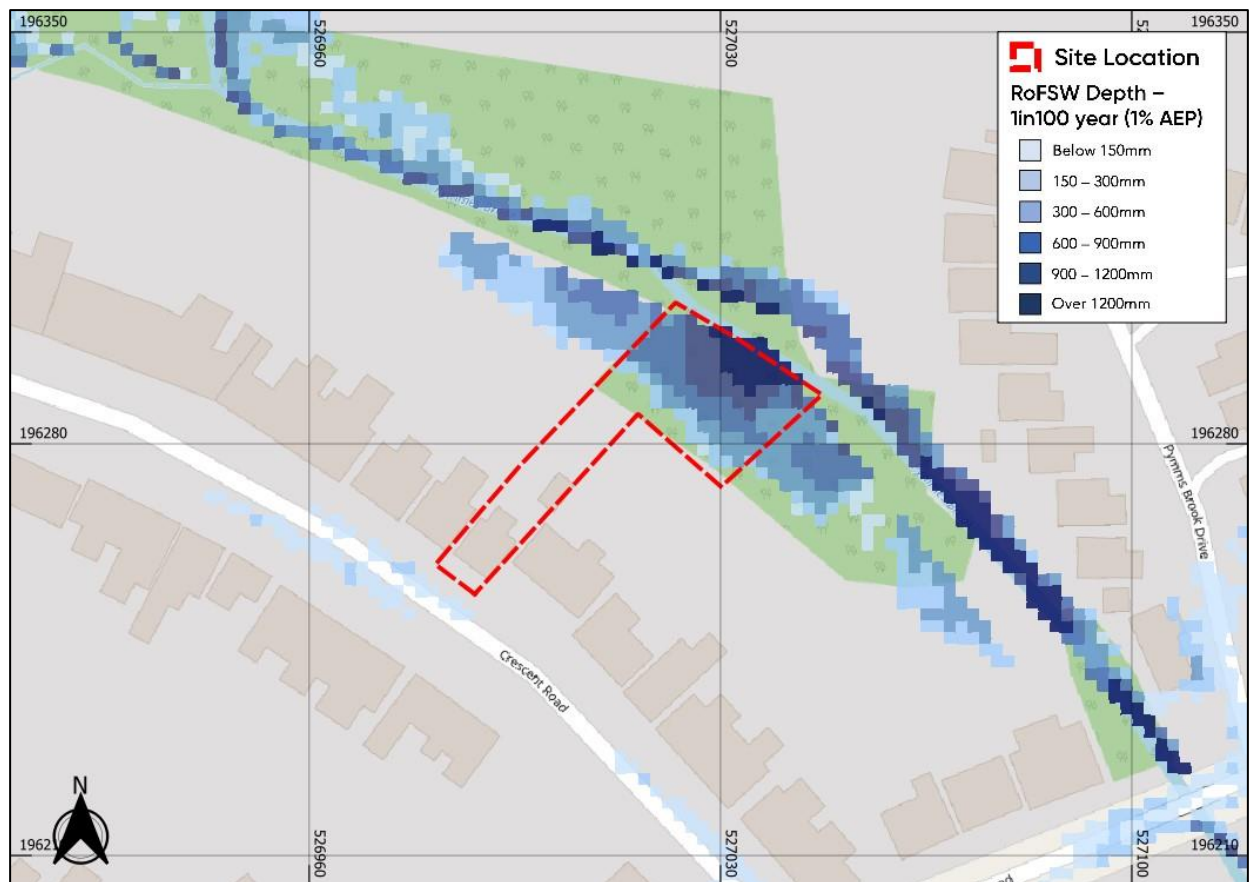 196350
526960
527030
196350
Site Location
RoFSW Depth –
1in100 year (1% AEP)
Below 150mm
150 – 300mm
300 – 600mm
600 – 900mm
900 – 1200mm
Over 1200mm
196280
196280
Pymms Brook Drive
Crescent Road
N
526960
527030
527100
196210